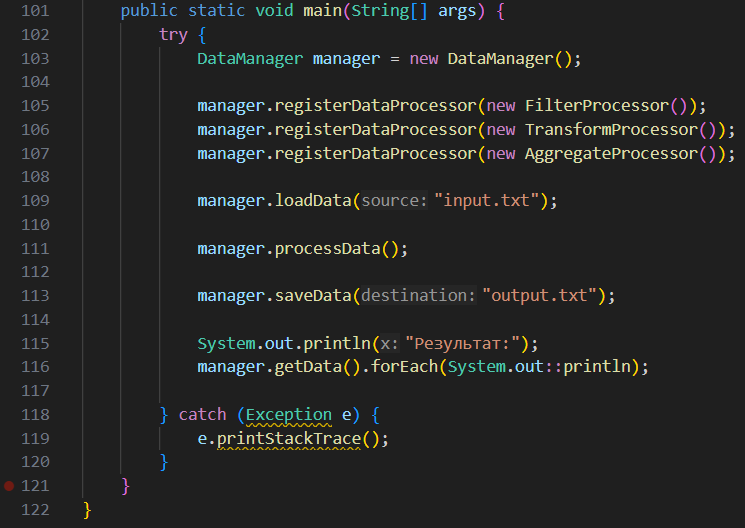 101 public static void main(String[] args) {
102 try {
103 DataManager manager = new DataManager();
104
105 manager.registerDataProcessor(new FilterProcessor());
106 manager.registerDataProcessor(new TransformProcessor());
107 manager.registerDataProcessor(new AggregateProcessor());
108
109 manager.loadData(source: "input.txt");
110
111 manager.processData();
112
113 manager.saveData(destination: "output.txt");
114
115 System.out.println(x: "Результат:");
116 manager.getData().forEach(System.out::println);
117
118 } catch (Exception e) {
119 e.printStackTrace();
120 }
121 }
122 }